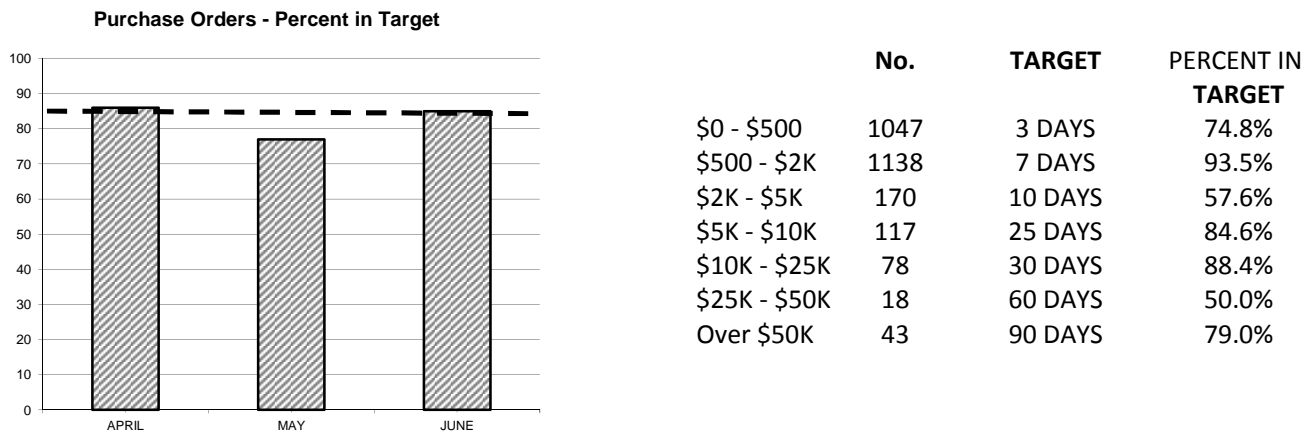 Purchase Orders - Percent in Target
100
90
80
70
60
50
40
30
20
10
0
APRIL MAY JUNE
No. TARGET PERCENT IN
TARGET
$0 - $500 1047 3 DAYS 74.8%
$500 - $2K 1138 7 DAYS 93.5%
$2K - $5K 170 10 DAYS 57.6%
$5K - $10K 117 25 DAYS 84.6%
$10K - $25K 78 30 DAYS 88.4%
$25K - $50K 18 60 DAYS 50.0%
Over $50K 43 90 DAYS 79.0%